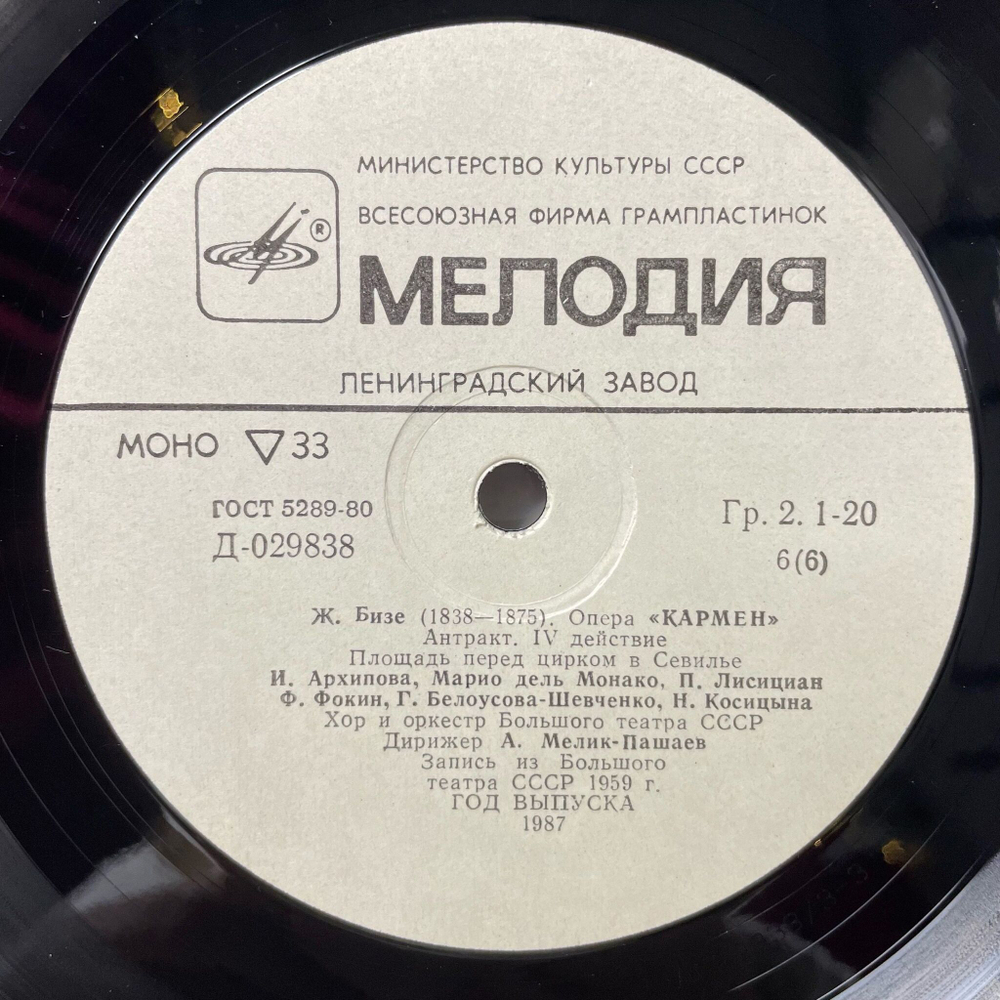 МИНИСТЕРСТВО КУЛЬТУРЫ СССР
ВСЕСОЮЗНАЯ ФИРМА ГРАМПЛАСТИНОК
®
МЕЛОДИЯ
ЛЕНИНГРАДСКИЙ ЗАВОД
МОНО ▽ 33
ГОСТ 5289-80
Гр. 2. 1-20
Д-029838
6(6)
Ж. Бизе (1838—1875). Опера «КАРМЕН»
Антракт. IV действие
Площадь перед цирком в Севилье
И. Архипова, Марио дель Монако, П. Лисициан
Ф. Фокин, Г. Белоусова-Шевченко, Н. Косицына
Хор и оркестр Большого театра СССР
Дирижер А. Мелик-Пашаев
Запись из Большого
театра СССР 1959 г.
ГОД ВЫПУСКА
1987